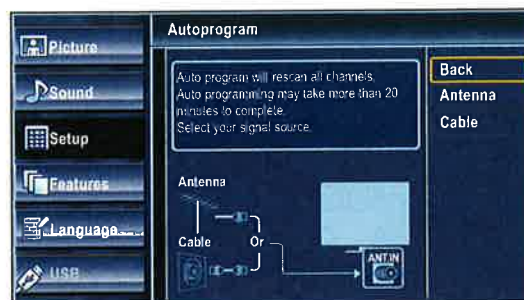 Picture
Sound
Setup
Features
Language
USB
Autoprogram
Auto program will rescan all channels.
Auto programming may take more than 20
minutes to complete.
Select your signal source.
Antenna
Cable
Or
ANT.IN
Back
Antenna
Cable